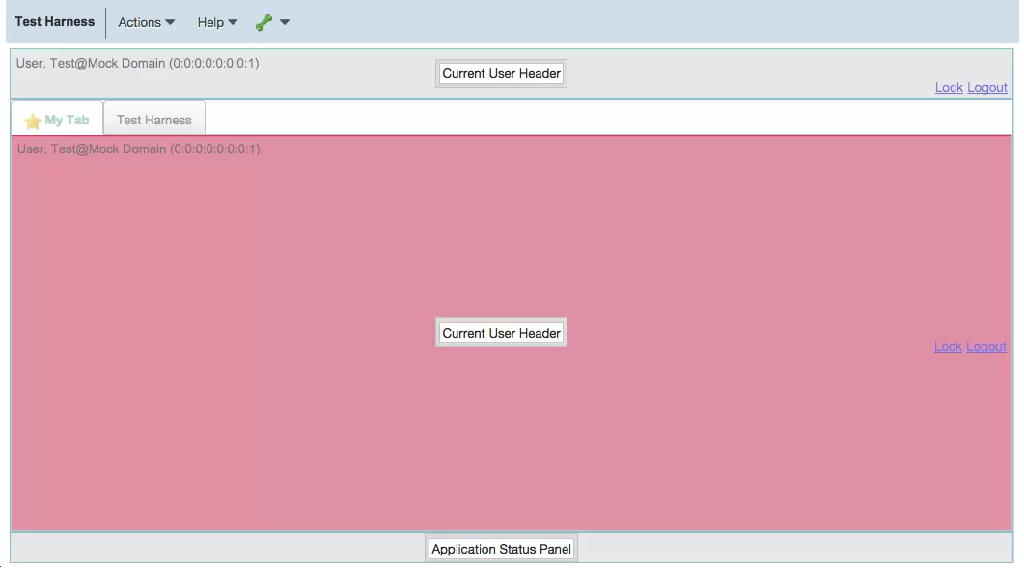 Test Harness Actions Help
User, Test@Mock Domain (0:0:0:0:0:0:0:1)
Current User Header
Lock Logout
My Tab Test Harness
User, Test@Mock Domain (0:0:0:0:0:0:0:1)
Current User Header
Lock Logout
Application Status Panel